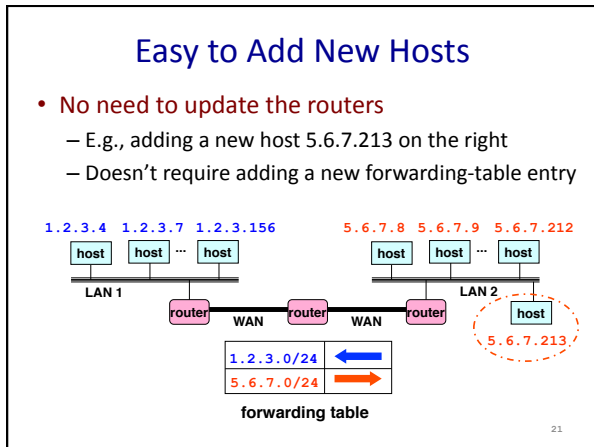 Easy to Add New Hosts
• No need to update the routers
– E.g., adding a new host 5.6.7.213 on the right
– Doesn't require adding a new forwarding-table entry
1.2.3.4 1.2.3.7 1.2.3.156 5.6.7.8 5.6.7.9 5.6.7.212
host host ... host host host ... host
LAN 1 LAN 2
router WAN router WAN router host
5.6.7.213
1.2.3.0/24
5.6.7.0/24
forwarding table
21